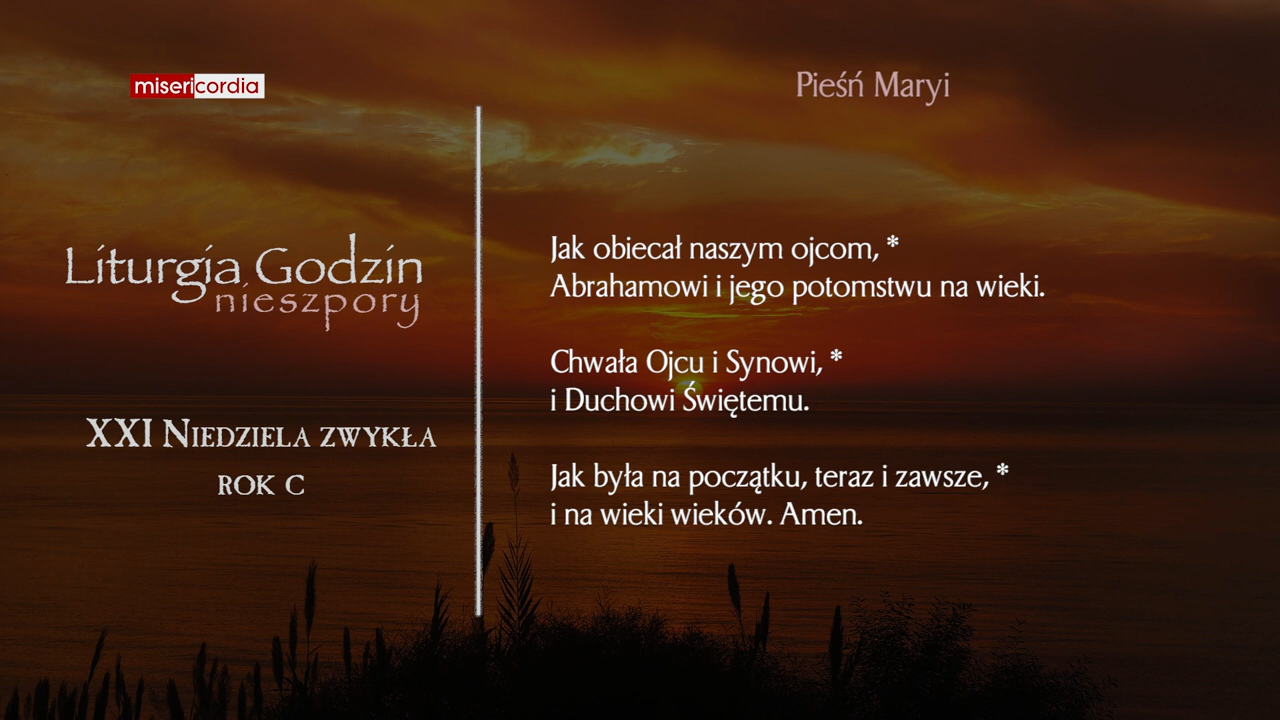 misericordia
Liturgia Godzin
nieszpory
XXI Niedziela zwykła
rok C
Pieśń Maryi
Jak obiecał naszym ojcom, *
Abrahamowi i jego potomstwu na wieki.
Chwała Ojcu i Synowi, *
i Duchowi Świętemu.
Jak była na początku, teraz i zawsze, *
i na wieki wieków. Amen.